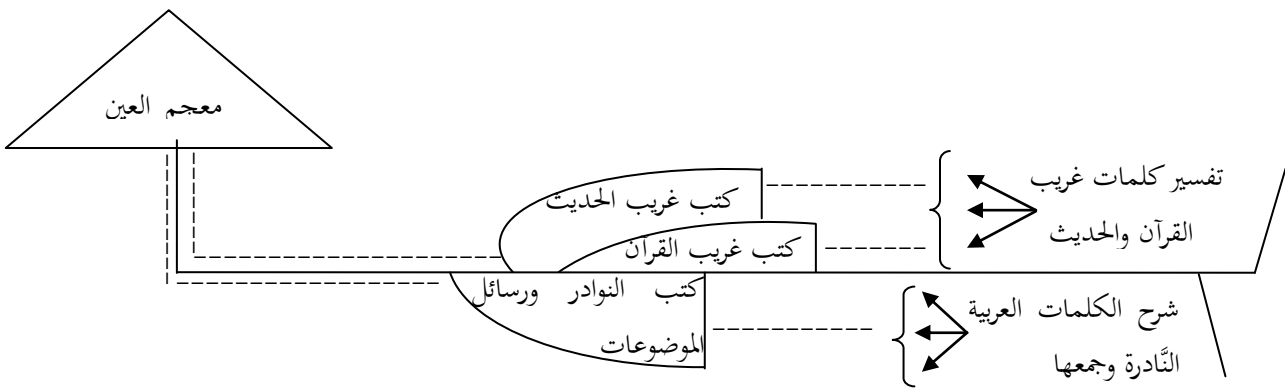 معجم العين
تفسير كلمات غريب
القرآن والحديث
كتب غريب الحديث
كتب غريب القرآن
شرح الكلمات العربية
النَّادرة وجمعها
كتب النوادر ورسائل
الموضوعات